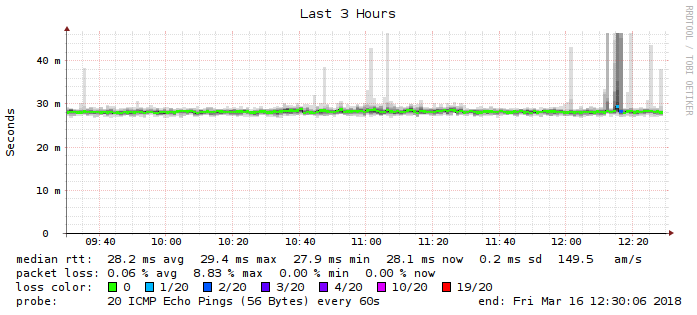 Last 3 Hours
RRDTOOL / TOBI OETIKER
Seconds
40 m
30 m
20 m
10 m
0
09:40 10:00 10:20 10:40 11:00 11:20 11:40 12:00 12:20
median rtt: 28.2 ms avg 29.4 ms max 27.9 ms min 28.1 ms now 0.2 ms sd 149.5 am/s
packet loss: 0.06 % avg 8.83 % max 0.00 % min 0.00 % now
loss color: 0 1/20 2/20 3/20 4/20 10/20 19/20
probe: 20 ICMP Echo Pings (56 Bytes) every 60s end: Fri Mar 16 12:30:06 2018